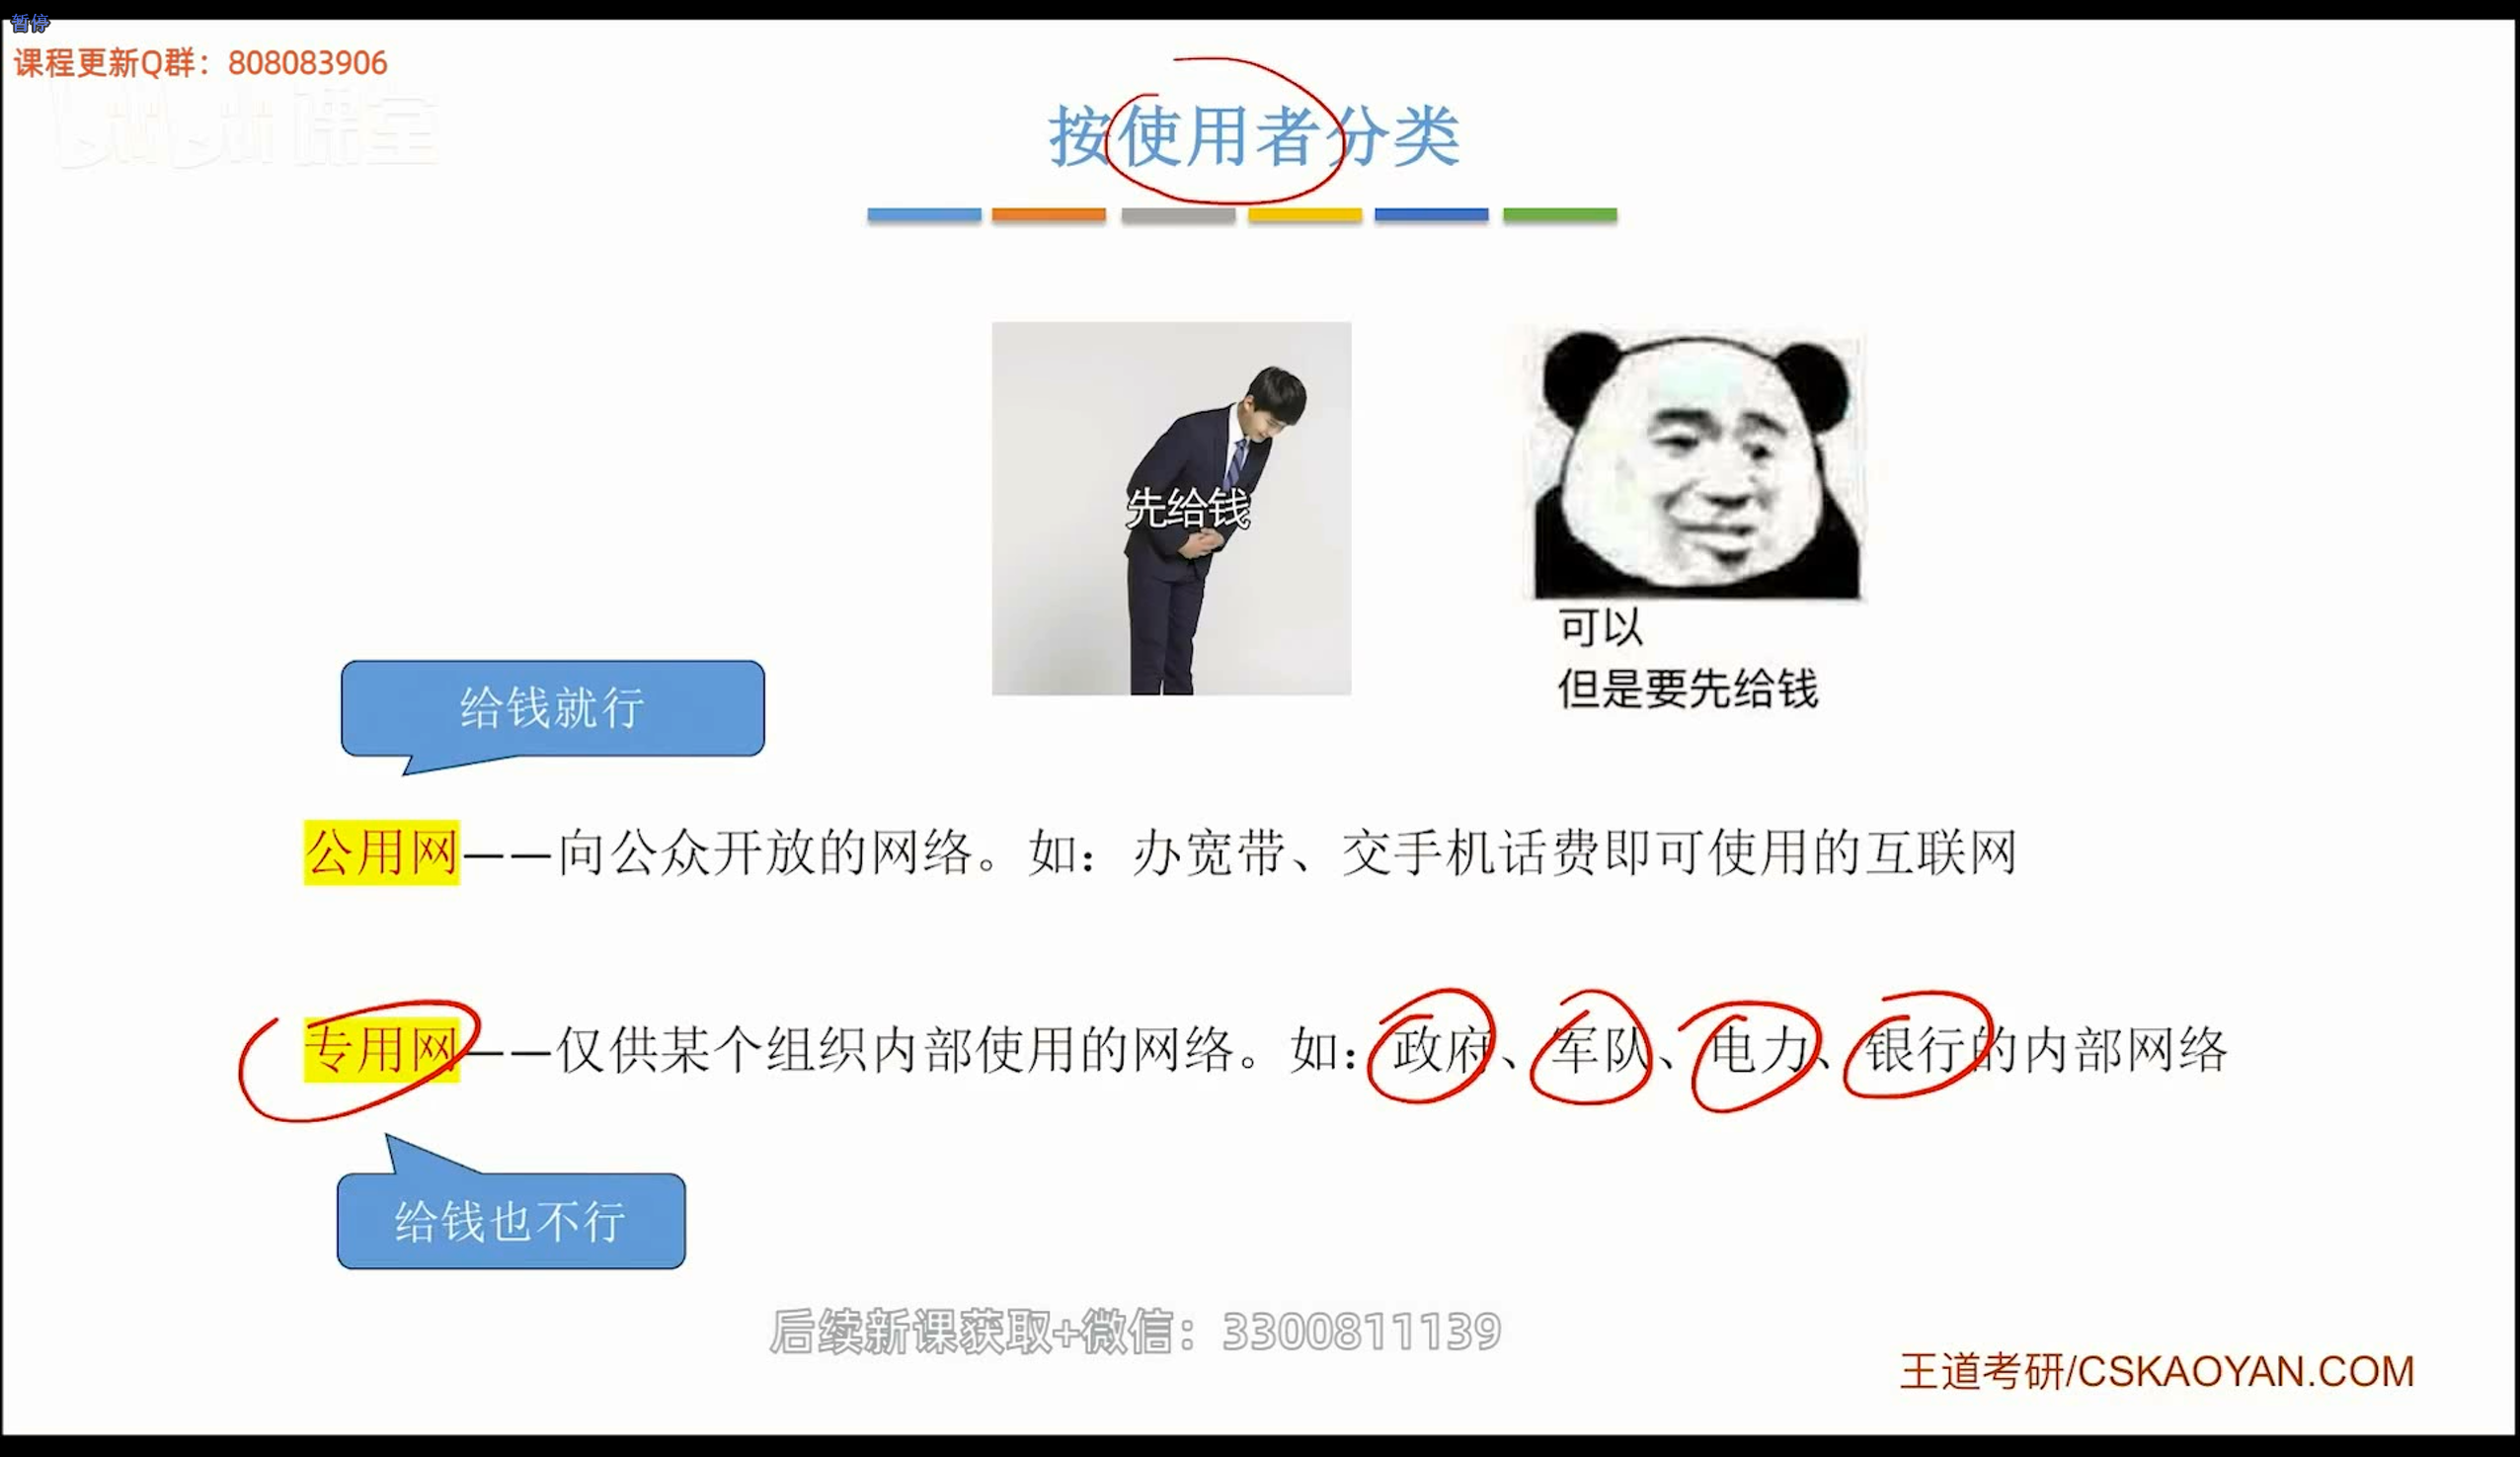 暂停
课程更新Q群：808083906
课堂
按使用者分类
先给钱
可以
但是要先给钱
给钱就行
公用网——向公众开放的网络。如：办宽带、交手机话费即可使用的互联网
专用网——仅供某个组织内部使用的网络。如：政府、军队、电力、银行的内部网络
给钱也不行
后续新课获取+微信：3300811139
王道考研/CSKAOYAN.COM